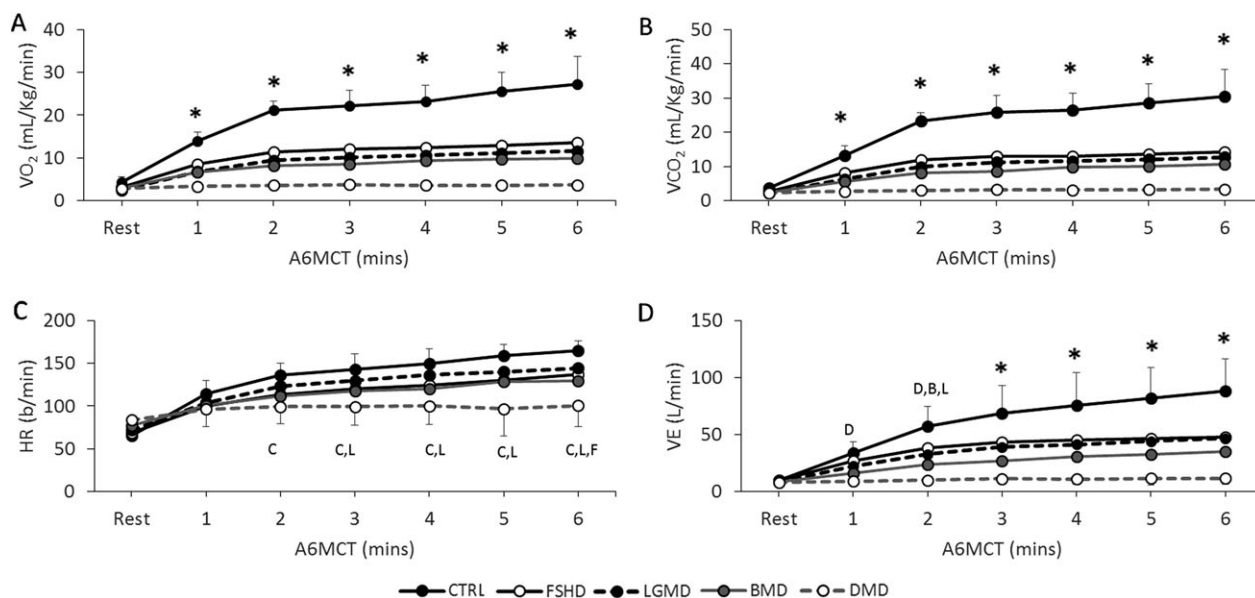 A
VO₂ (mL/Kg/min)
40
30
20
10
0
* * * * * *
Rest 1 2 3 4 5 6
A6MCT (mins)
B
VCO₂ (mL/Kg/min)
50
40
30
20
10
0
* * * * * *
Rest 1 2 3 4 5 6
A6MCT (mins)
C
HR (b/min)
200
150
100
50
0
C C,L C,L C,L C,L,F
Rest 1 2 3 4 5 6
A6MCT (mins)
D
VE (L/min)
150
100
50
0
D D,B,L * * * *
Rest 1 2 3 4 5 6
A6MCT (mins)
CTRL FSHD LGMD BMD DMD